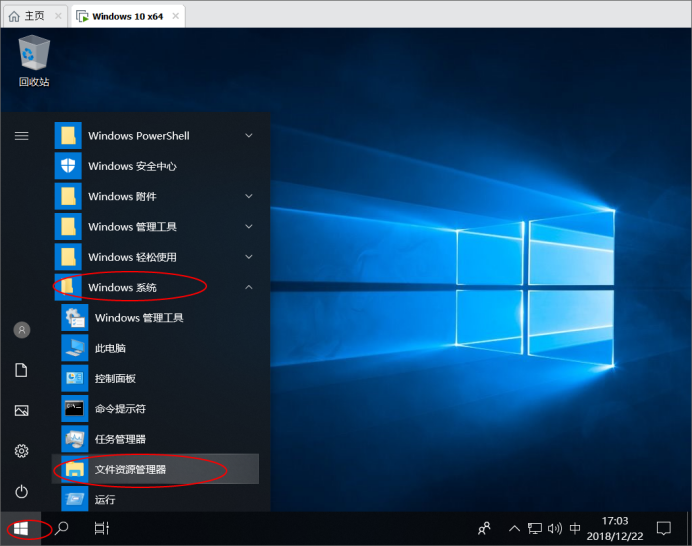 主页
Windows 10 x64
回收站
Windows PowerShell
Windows 安全中心
Windows 附件
Windows 管理工具
Windows 轻松使用
Windows 系统
Windows 管理工具
此电脑
控制面板
命令提示符
任务管理器
文件资源管理器
运行
中
17:03
2018/12/22